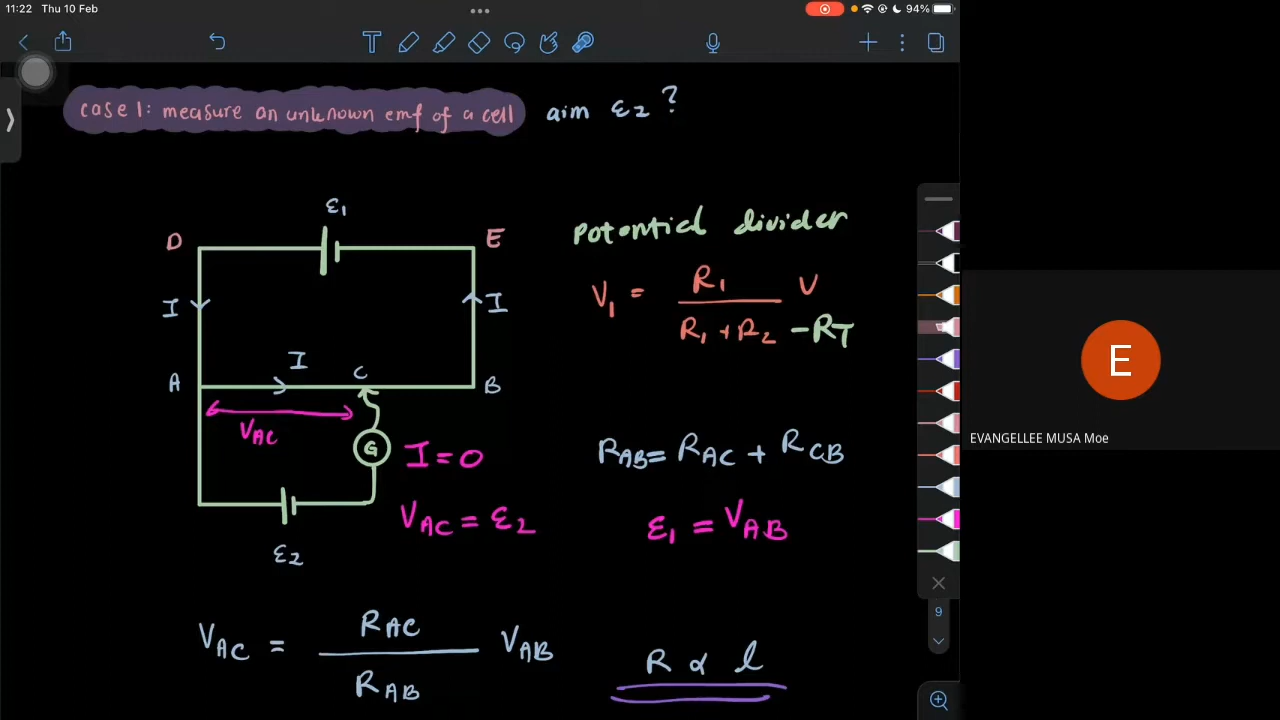 11:22 Thu 10 Feb
94%
case 1: measure an unknown emf of a cell aim ε2?
ε1
D
E
Potential divider
I
I
V1 = R1 / R1 + R2 V
- RT
I
A
C
B
VAC
G
I = 0
RAB = RAC + RCB
VAC = ε2
ε1 = VAB
ε2
VAC = RAC / RAB VAB
R α l
9
E
EVANGELLEE MUSA Moe